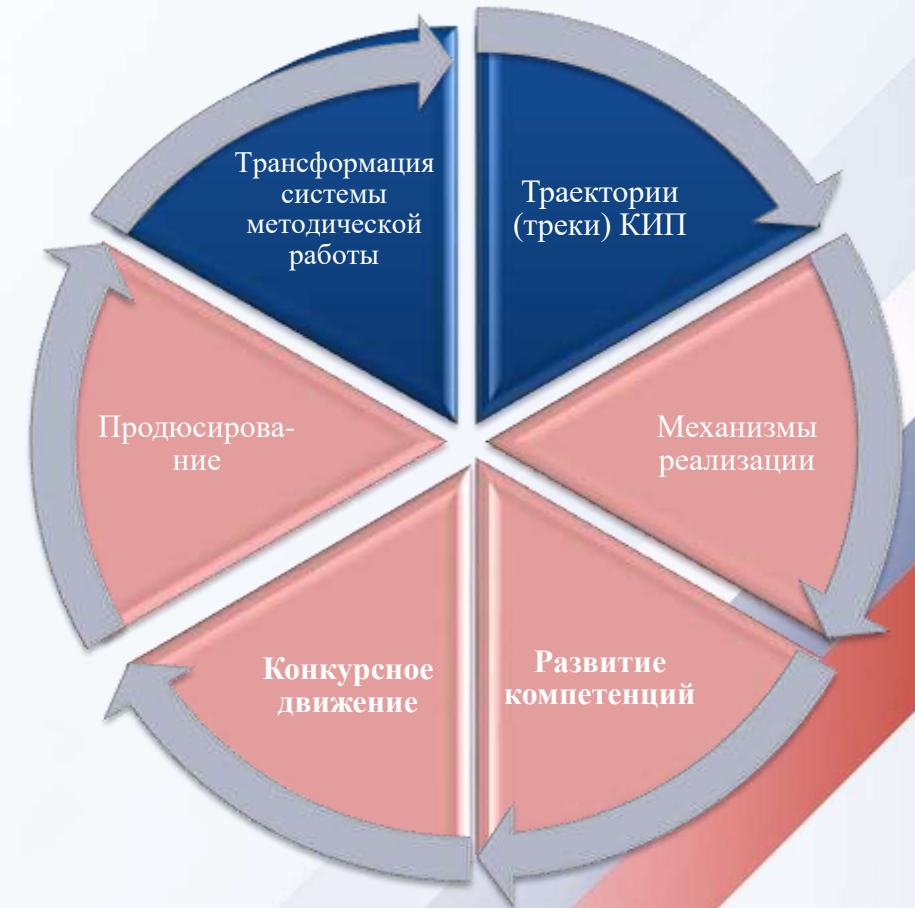 Трансформация
системы
методической
работы
Траектории
(треки) КИП
Продюсирова-
ние
Механизмы
реализации
Конкурсное
движение
Развитие
компетенций